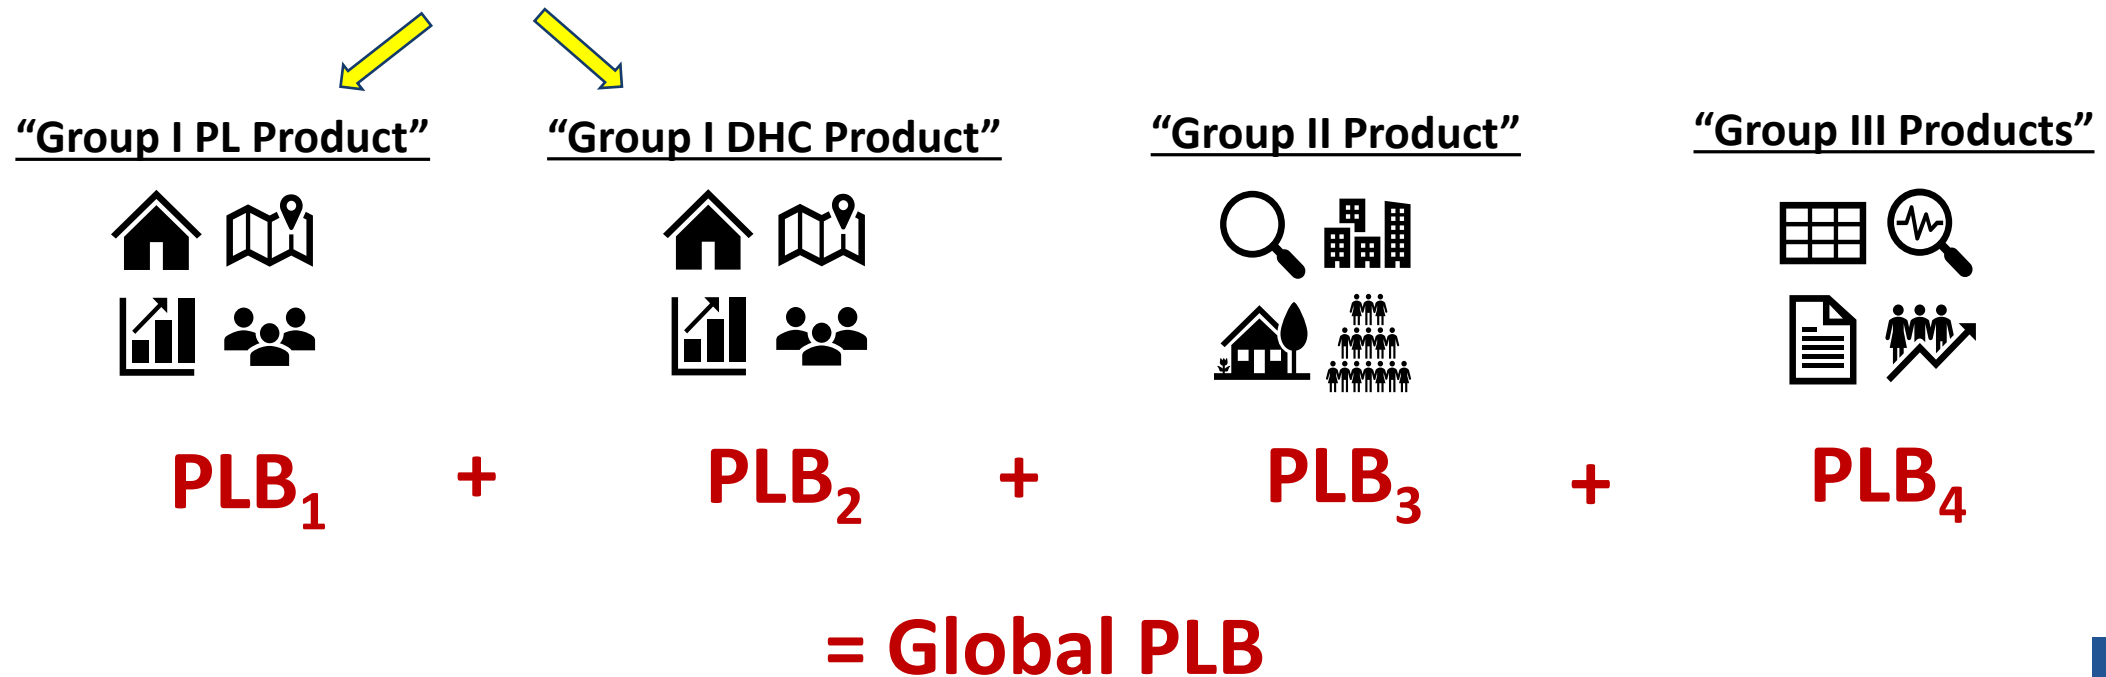 “Group I PL Product” “Group I DHC Product” “Group II Product” “Group III Products”
PLB₁ + PLB₂ + PLB₃ + PLB₄
= Global PLB